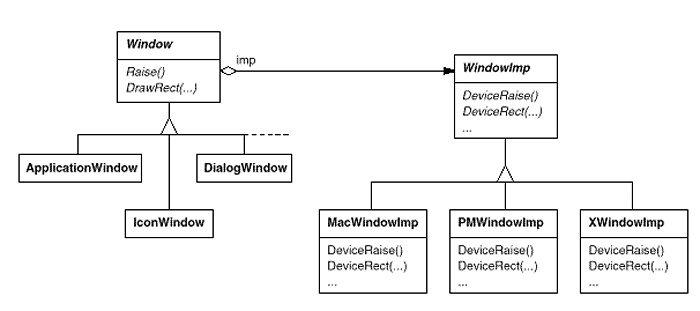 Window
Raise()
DrawRect(...)
imp
WindowImp
DeviceRaise()
DeviceRect(...)
...
ApplicationWindow
DialogWindow
IconWindow
MacWindowImp
DeviceRaise()
DeviceRect(...)
...
PMWindowImp
DeviceRaise()
DeviceRect(...)
...
XWindowImp
DeviceRaise()
DeviceRect(...)
...